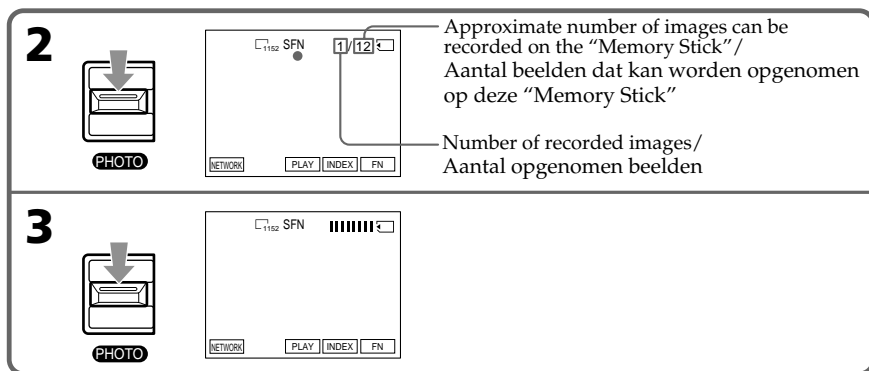 2
1152 SFN 1/12
Approximate number of images can be
recorded on the “Memory Stick”/
Aantal beelden dat kan worden opgenomen
op deze “Memory Stick”
Number of recorded images/
Aantal opgenomen beelden
PHOTO
NETWORK PLAY INDEX FN
3
1152 SFN
PHOTO
NETWORK PLAY INDEX FN